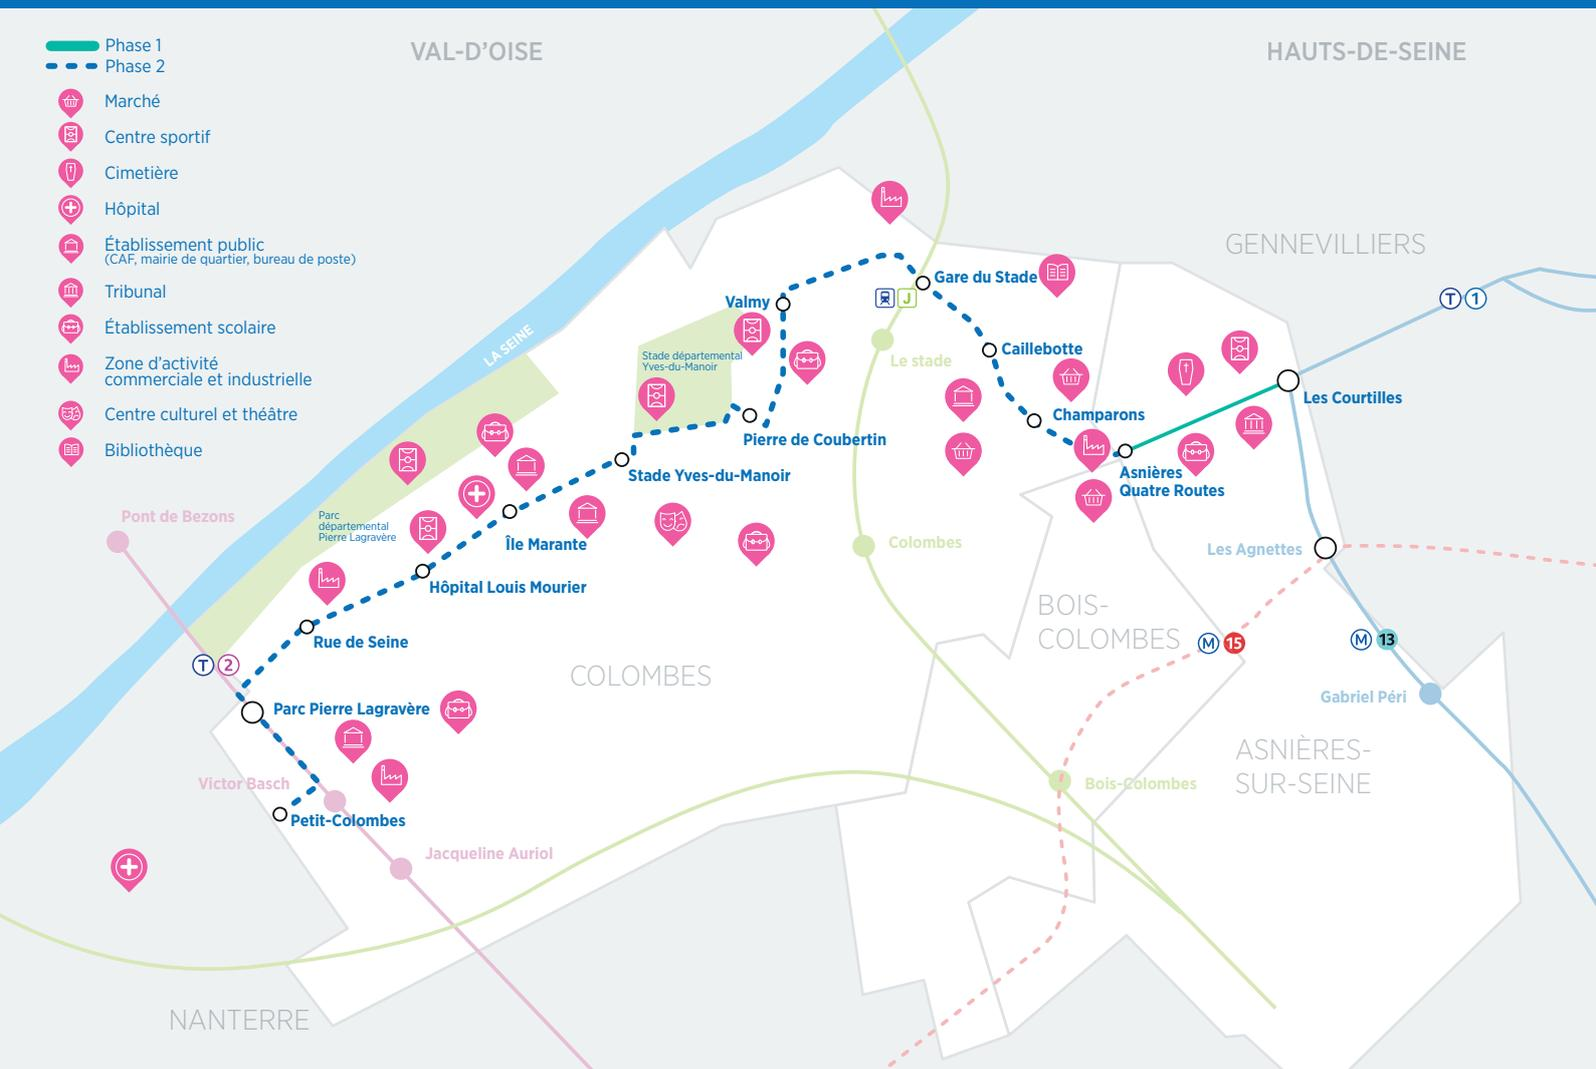 Phase 1
Phase 2
Marché
Centre sportif
Cimetière
Hôpital
Établissement public
(CAF, mairie de quartier, bureau de poste)
Tribunal
Établissement scolaire
Zone d'activité
commerciale et industrielle
Centre culturel et théâtre
Bibliothèque
VAL-D'OISE
HAUTS-DE-SEINE
GENNEVILLIERS
T 1
Gare du Stade
J
Valmy
LA SEINE
Stade départemental
Yves-du-Manoir
Le stade
Caillebotte
Les Courtilles
Champarons
Pierre de Coubertin
Asnières
Quatre Routes
Stade Yves-du-Manoir
Parc
départemental
Pierre Lagravère
Pont de Bezons
Île Marante
Colombes
Les Agnettes
Hôpital Louis Mourier
BOIS-
COLOMBES
M 15
M 13
Rue de Seine
T 2
COLOMBES
Gabriel Péri
Parc Pierre Lagravère
ASNIÈRES-
SUR-SEINE
Victor Basch
Bois-Colombes
Petit-Colombes
Jacqueline Auriol
NANTERRE